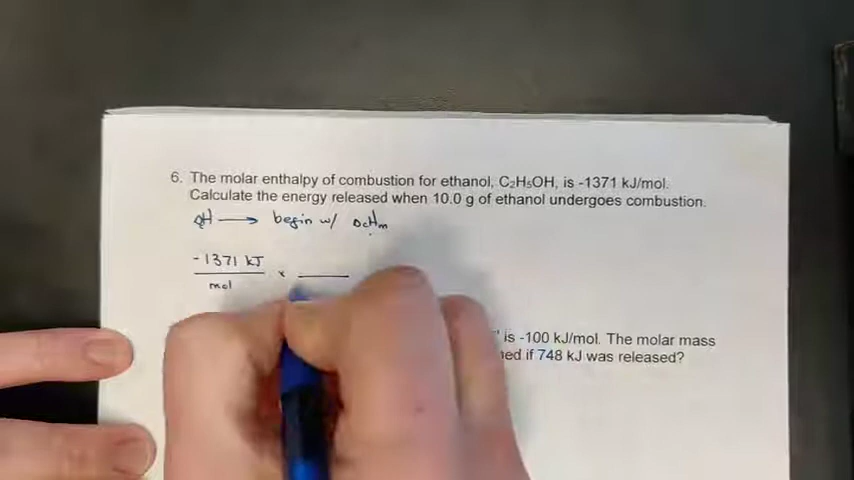 6. The molar enthalpy of combustion for ethanol, C₂H₅OH, is -1371 kJ/mol.
Calculate the energy released when 10.0 g of ethanol undergoes combustion.
ΔH → begin w/ ΔcHm
-1371 kJ
mol
×
is -100 kJ/mol. The molar mass
if 748 kJ was released?